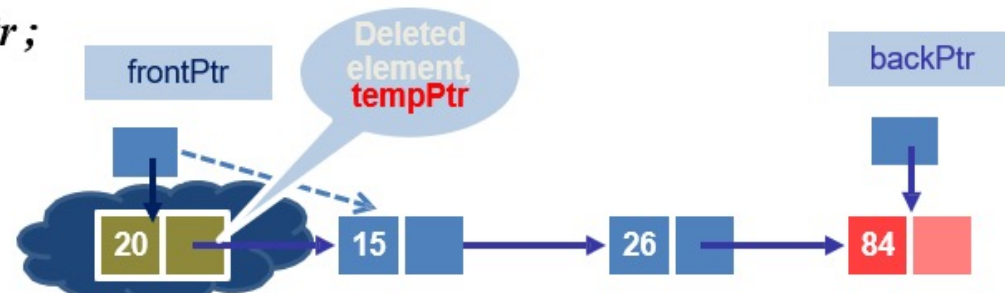 r ;
frontPtr
Deleted
element,
tempPtr
backPtr
20
15
26
84